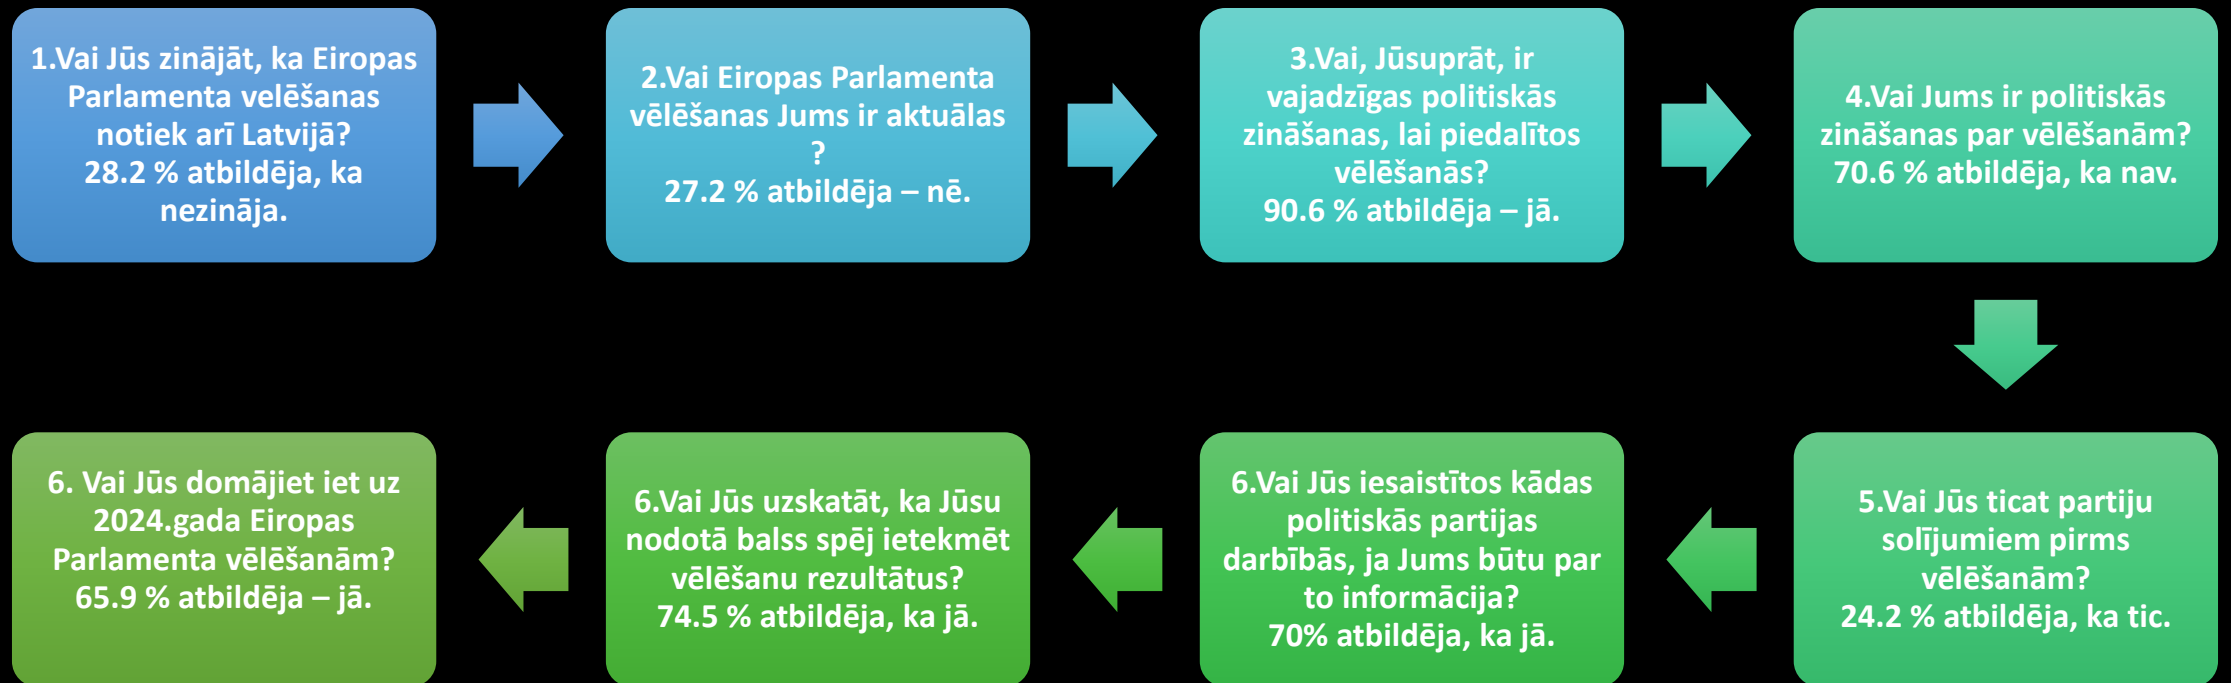 1.Vai Jūs zinājāt, ka Eiropas
Parlamenta velēšanas
notiek arī Latvijā?
28.2 % atbildēja, ka
nezināja.
2.Vai Eiropas Parlamenta
vēlēšanas Jums ir aktuālas
?
27.2 % atbildēja – nē.
3.Vai, Jūsuprāt, ir
vajadzīgas politiskās
zināšanas, lai piedalītos
vēlēšanās?
90.6 % atbildēja – jā.
4.Vai Jums ir politiskās
zināšanas par vēlēšanām?
70.6 % atbildēja, ka nav.
5.Vai Jūs ticat partiju
solījumiem pirms
vēlēšanām?
24.2 % atbildēja, ka tic.
6.Vai Jūs iesaistītos kādas
politiskās partijas
darbībās, ja Jums būtu par
to informācija?
70% atbildēja, ka jā.
6.Vai Jūs uzskatāt, ka Jūsu
nodotā balss spēj ietekmēt
vēlēšanu rezultātus?
74.5 % atbildēja, ka jā.
6. Vai Jūs domājiet iet uz
2024.gada Eiropas
Parlamenta vēlēšanām?
65.9 % atbildēja – jā.